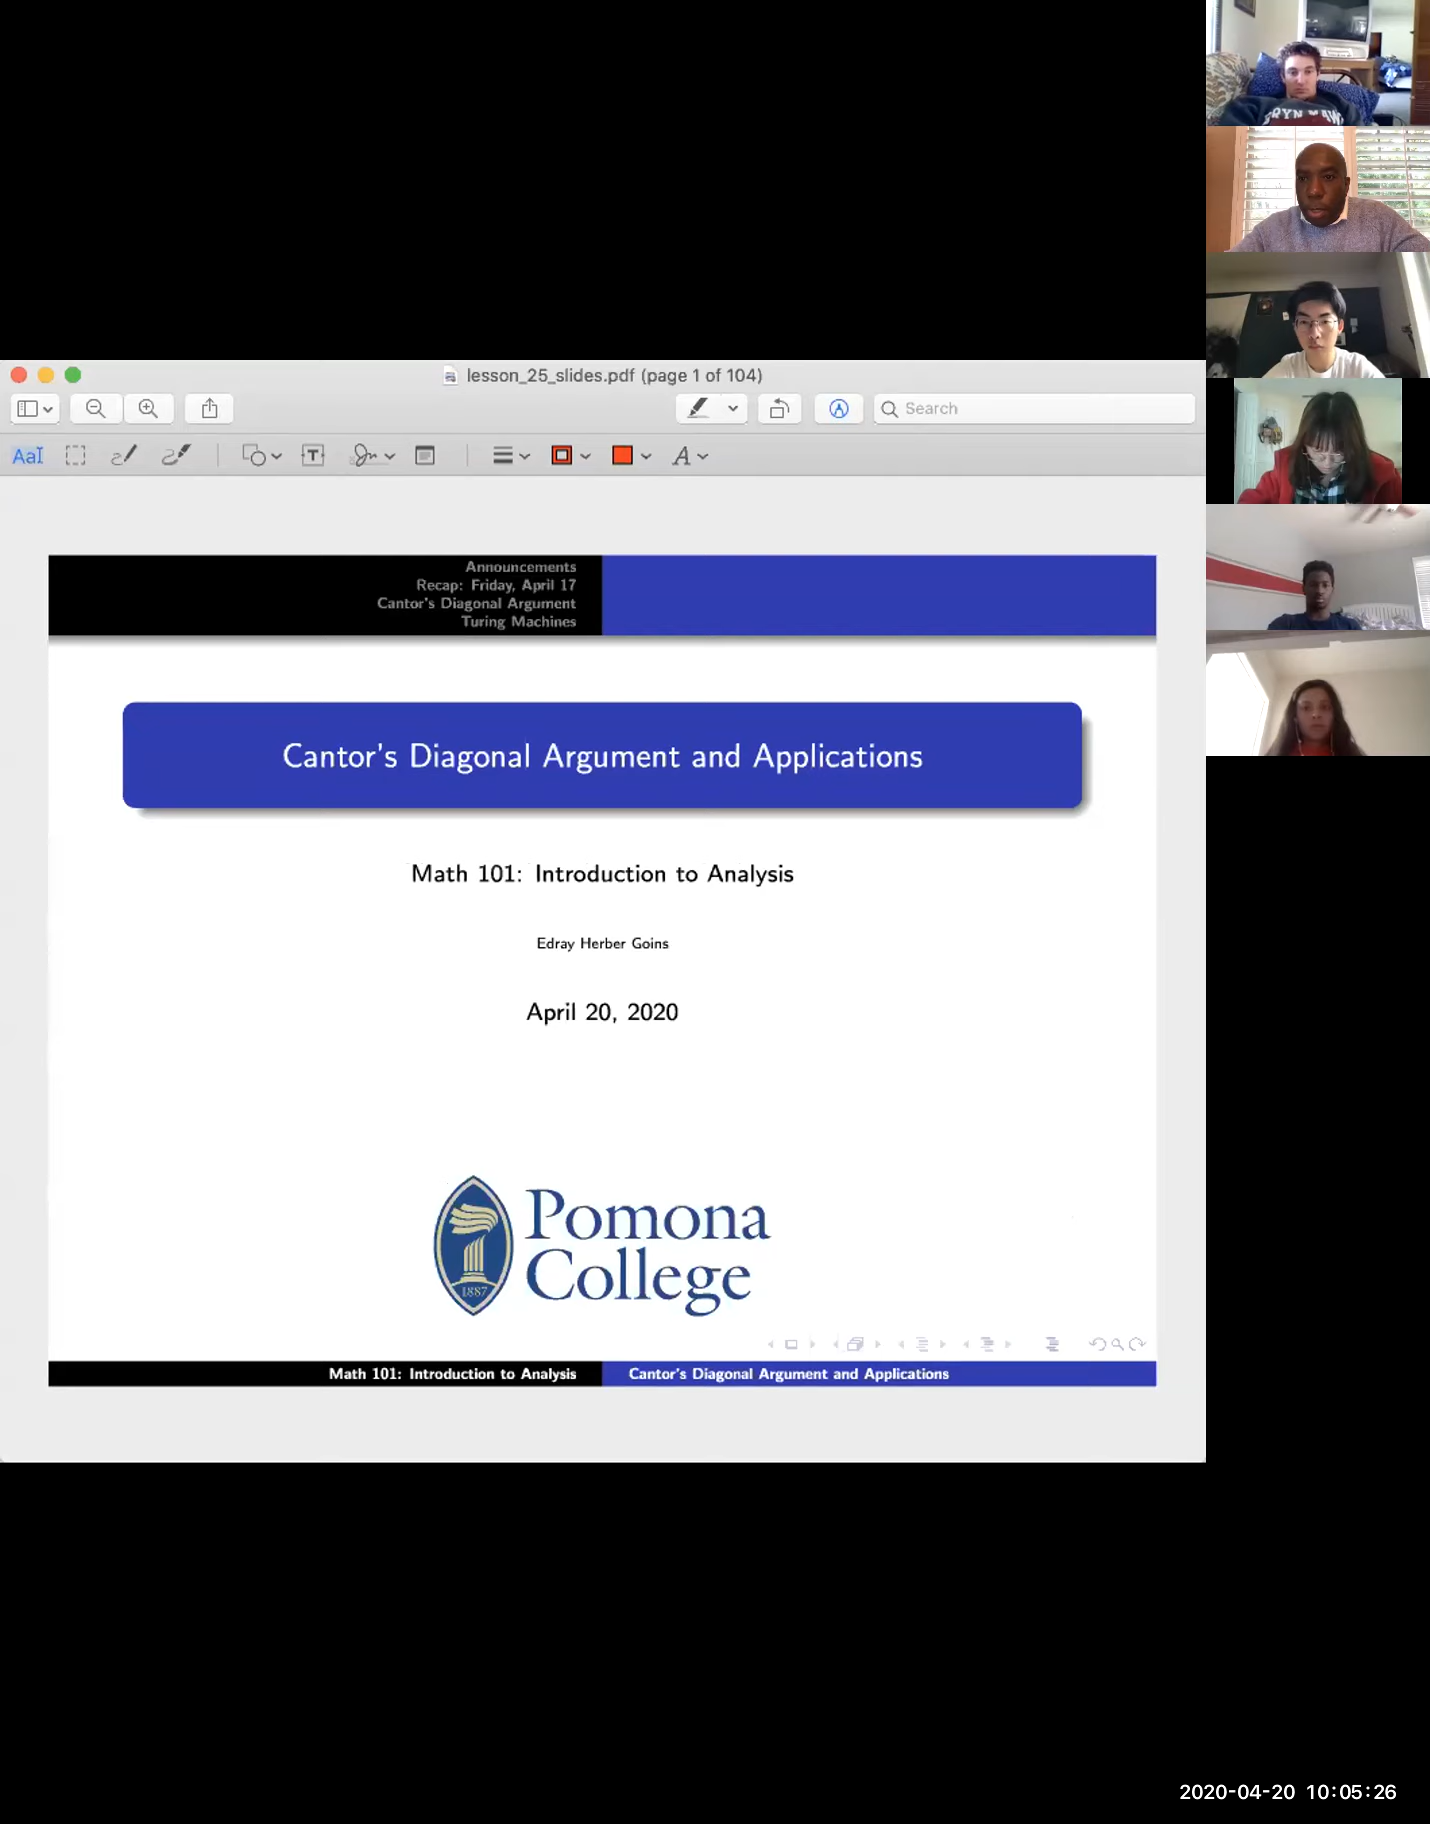 lesson_25_slides.pdf (page 1 of 104)
Search
AaI
T
A
Announcements
Recap: Friday, April 17
Cantor's Diagonal Argument
Turing Machines
Cantor's Diagonal Argument and Applications
Math 101: Introduction to Analysis
Edray Herber Goins
April 20, 2020
Pomona
College
1887
Math 101: Introduction to Analysis
Cantor's Diagonal Argument and Applications
2020-04-20 10:05:26